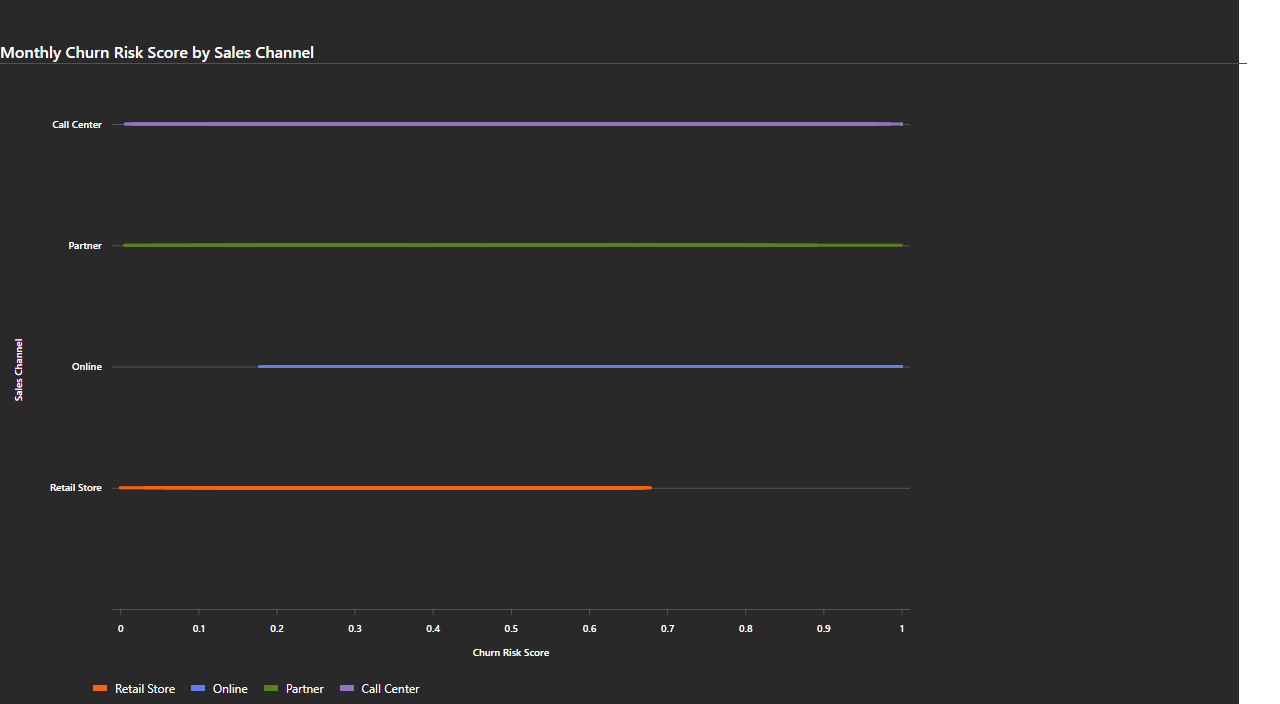 Monthly Churn Risk Score by Sales Channel
Call Center
Partner
Online
Retail Store
Sales Channel
0 0.1 0.2 0.3 0.4 0.5 0.6 0.7 0.8 0.9 1
Churn Risk Score
Retail Store Online Partner Call Center